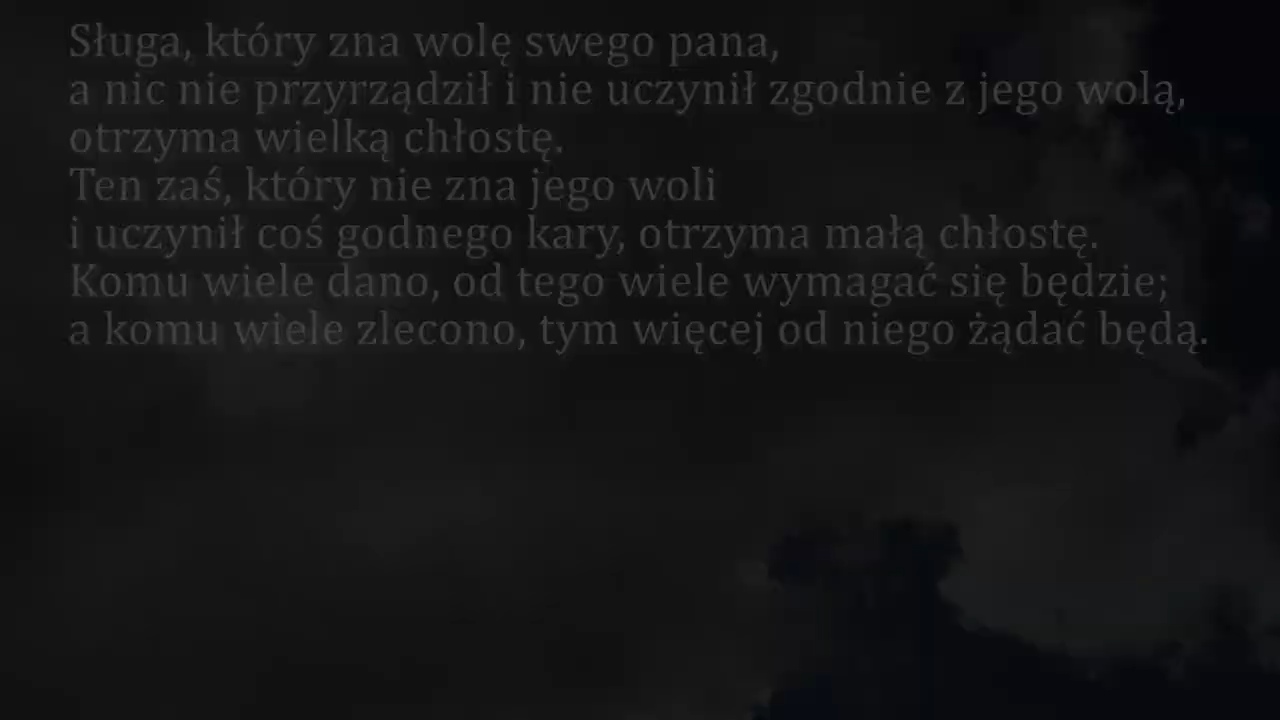 Sługa, który zna wolę swego pana,
a nic nie przyrządził i nie uczynił zgodnie z jego wolą,
otrzyma wielką chłostę.
Ten zaś, który nie zna jego woli
i uczynił coś godnego kary, otrzyma małą chłostę.
Komu wiele dano, od tego wiele wymagać się będzie;
a komu wiele zlecono, tym więcej od niego żądać będą.